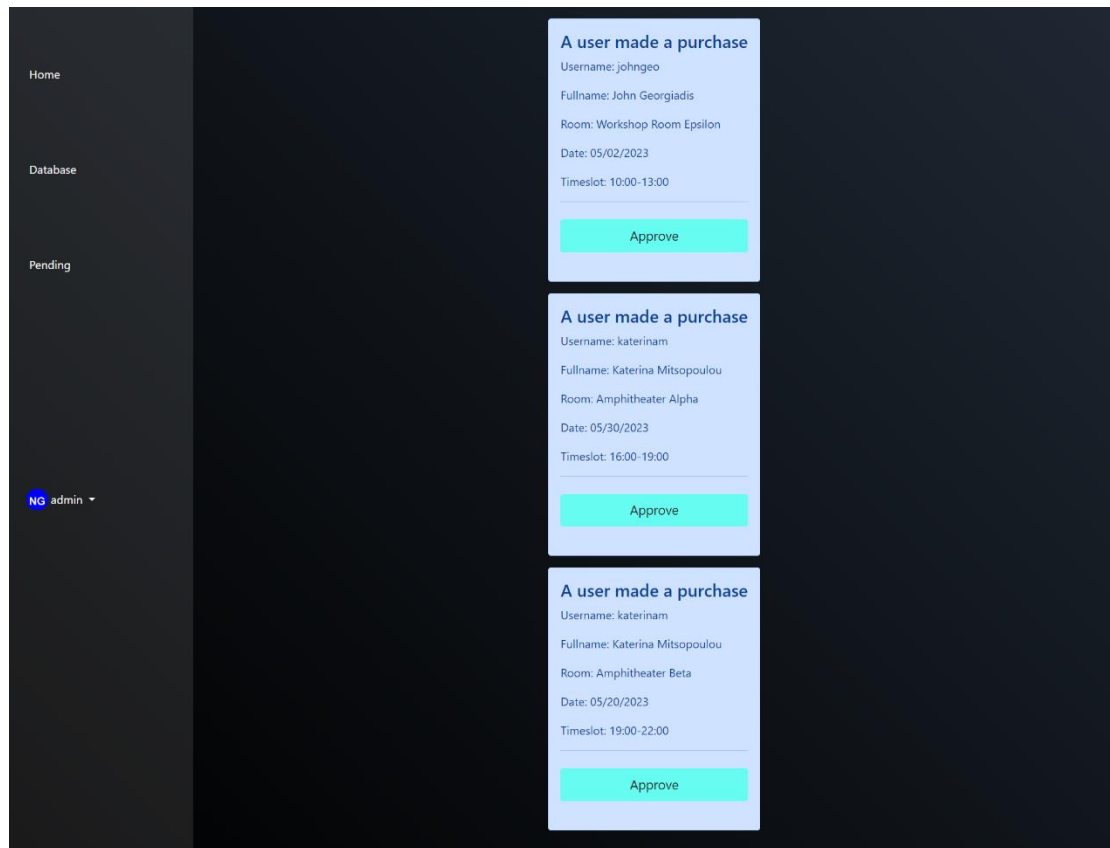 Home
Database
Pending
NG admin
A user made a purchase
Username: johngeo
Fullname: John Georgiadis
Room: Workshop Room Epsilon
Date: 05/02/2023
Timeslot: 10:00-13:00
Approve
A user made a purchase
Username: katerinam
Fullname: Katerina Mitsopoulou
Room: Amphitheater Alpha
Date: 05/30/2023
Timeslot: 16:00-19:00
Approve
A user made a purchase
Username: katerinam
Fullname: Katerina Mitsopoulou
Room: Amphitheater Beta
Date: 05/20/2023
Timeslot: 19:00-22:00
Approve